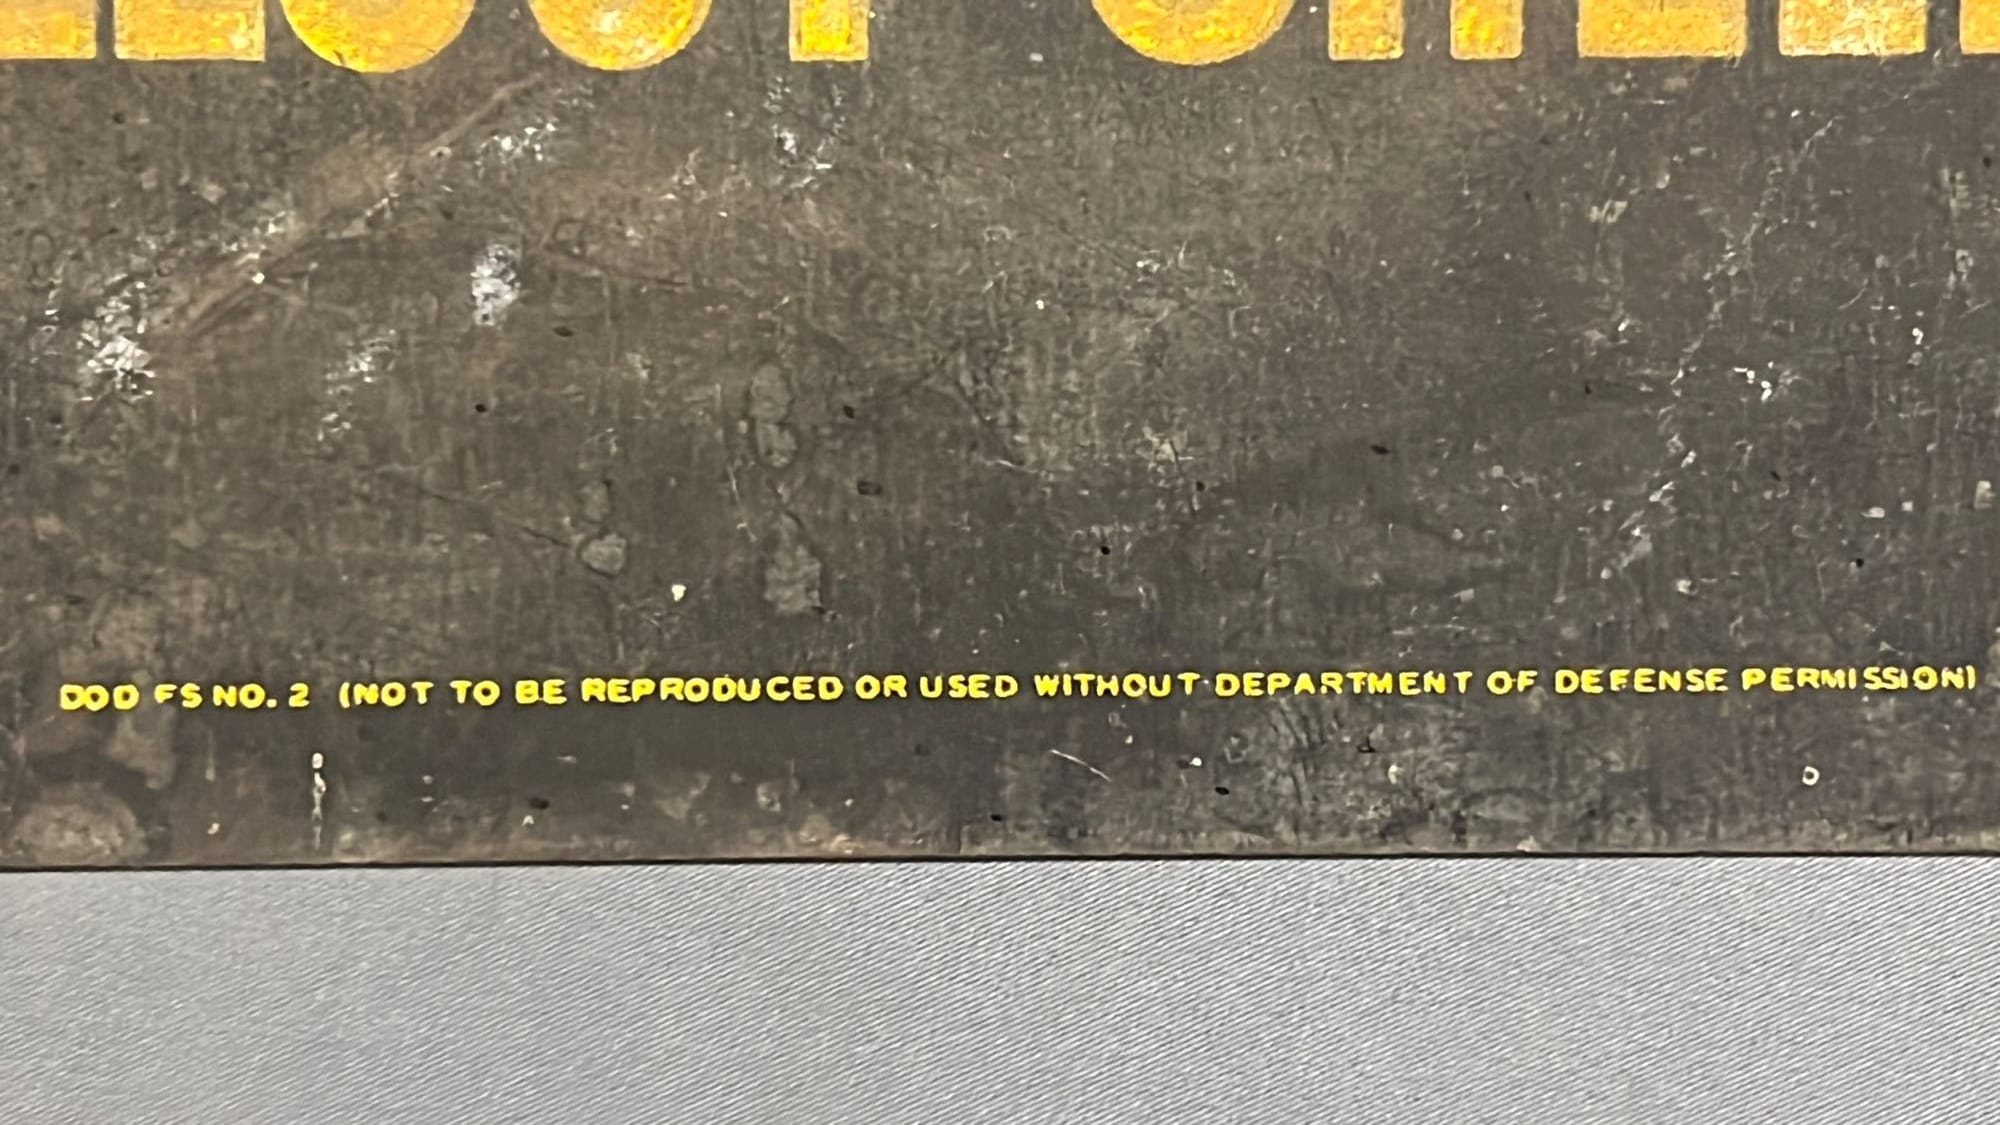 DOD FS NO. 2 (NOT TO BE REPRODUCED OR USED WITHOUT DEPARTMENT OF DEFENSE PERMISSION)